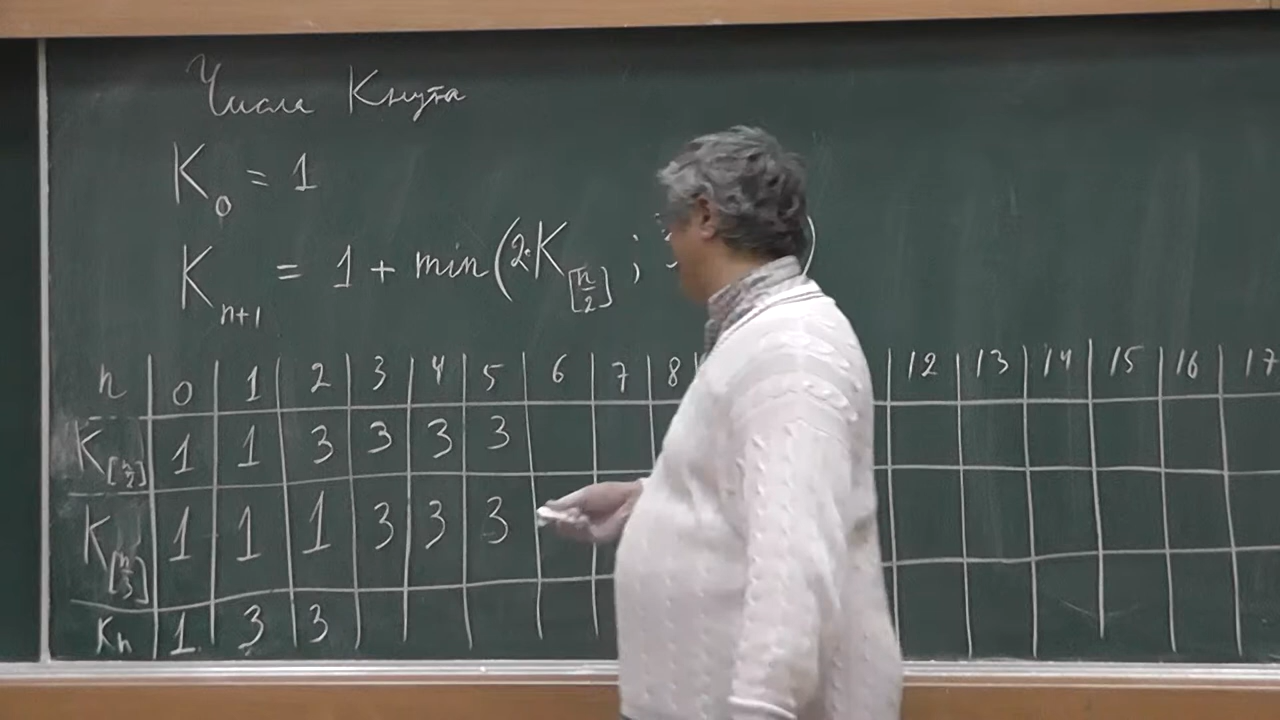 Числа Кнута
K₀ = 1
Kₙ₊₁ = 1 + min(2·K_[n/2] ; )
n 0 1 2 3 4 5 6 7 8 12 13 14 15 16 17
K_[n/2] 1 1 3 3 3 3
K_[n/3] 1 1 1 3 3 3
Kₙ 1 3 3